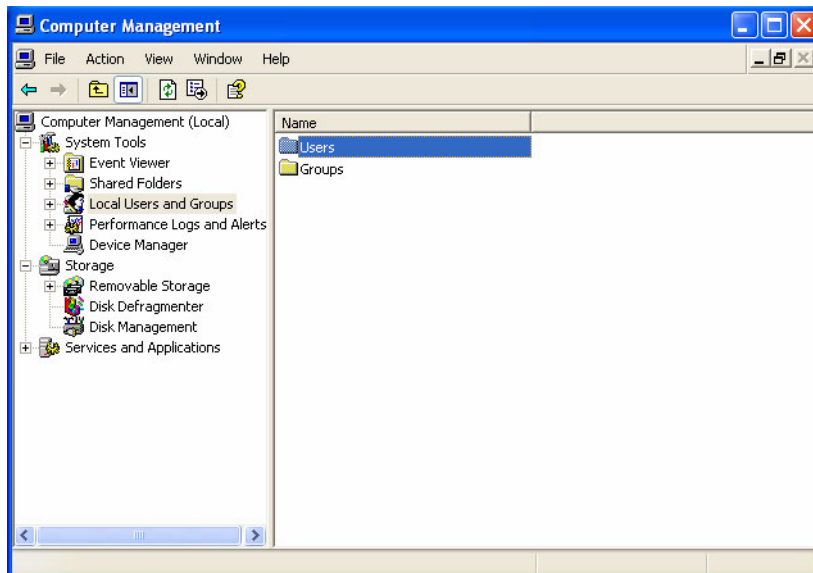 Computer Management
File Action View Window Help
Computer Management (Local)
System Tools
Event Viewer
Shared Folders
Local Users and Groups
Performance Logs and Alerts
Device Manager
Storage
Removable Storage
Disk Defragmenter
Disk Management
Services and Applications
Name
Users
Groups